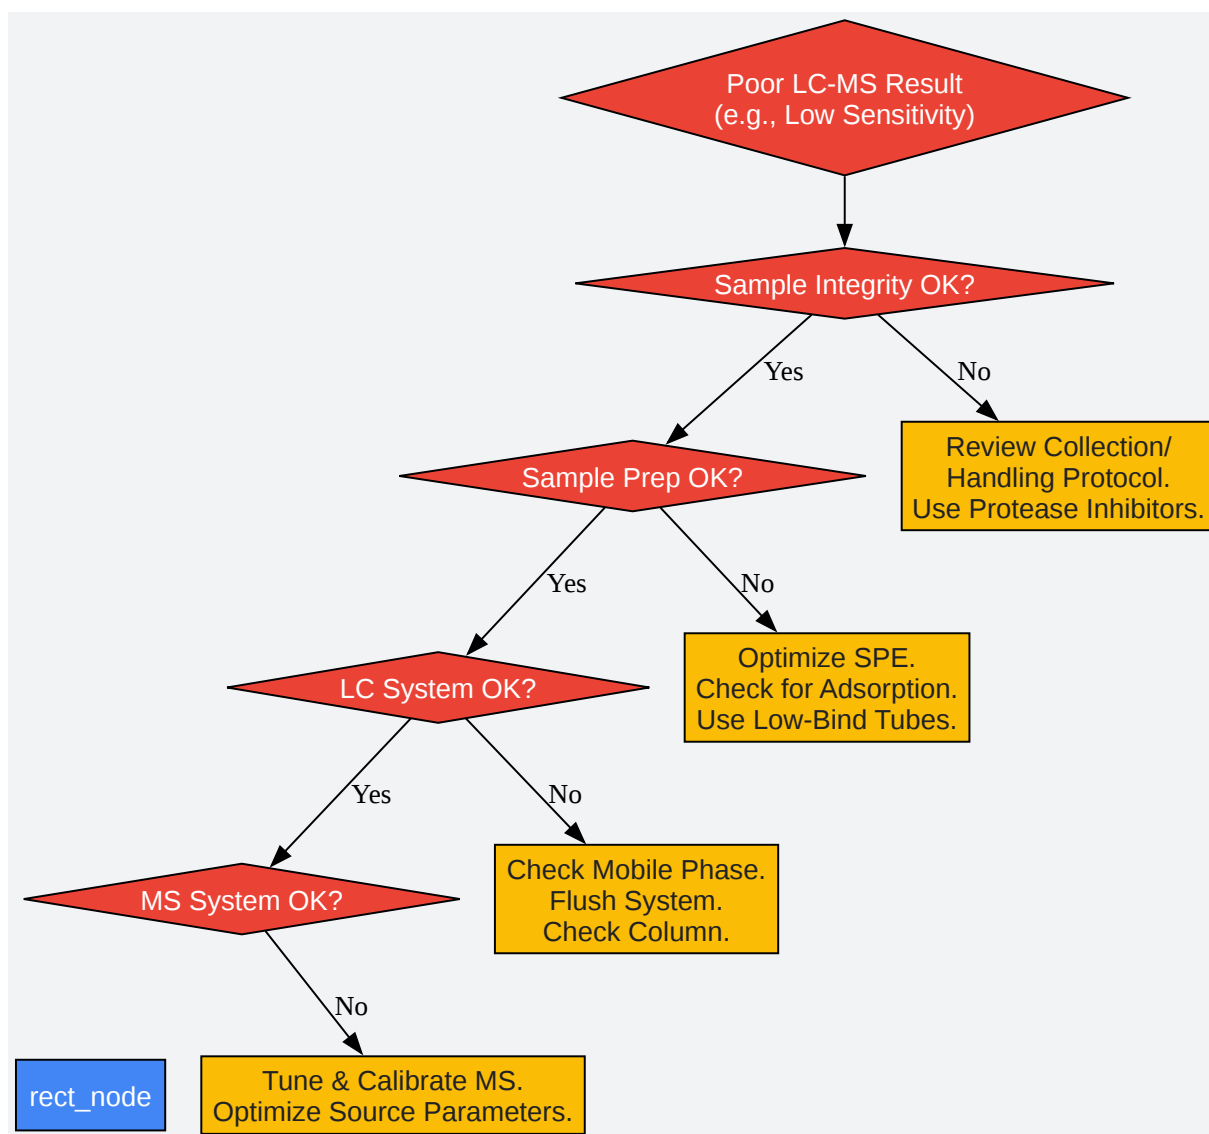 Poor LC-MS Result
(e.g., Low Sensitivity)
Sample Integrity OK?
Yes
No
Review Collection/
Handling Protocol.
Use Protease Inhibitors.
Sample Prep OK?
Yes
No
Optimize SPE.
Check for Adsorption.
Use Low-Bind Tubes.
LC System OK?
Yes
No
Check Mobile Phase.
Flush System.
Check Column.
MS System OK?
No
Tune & Calibrate MS.
Optimize Source Parameters.
rect_node